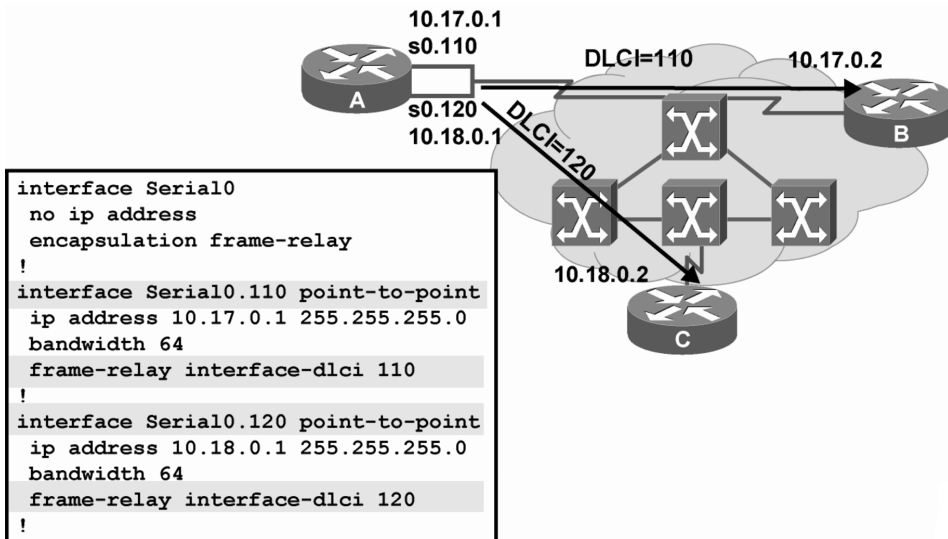 10.17.0.1
s0.110
DLCI=110
10.17.0.2
A
s0.120
10.18.0.1
DLCI=120
B
10.18.0.2
C
interface Serial0
no ip address
encapsulation frame-relay
!
interface Serial0.110 point-to-point
ip address 10.17.0.1 255.255.255.0
bandwidth 64
frame-relay interface-dlci 110
!
interface Serial0.120 point-to-point
ip address 10.18.0.1 255.255.255.0
bandwidth 64
frame-relay interface-dlci 120
!